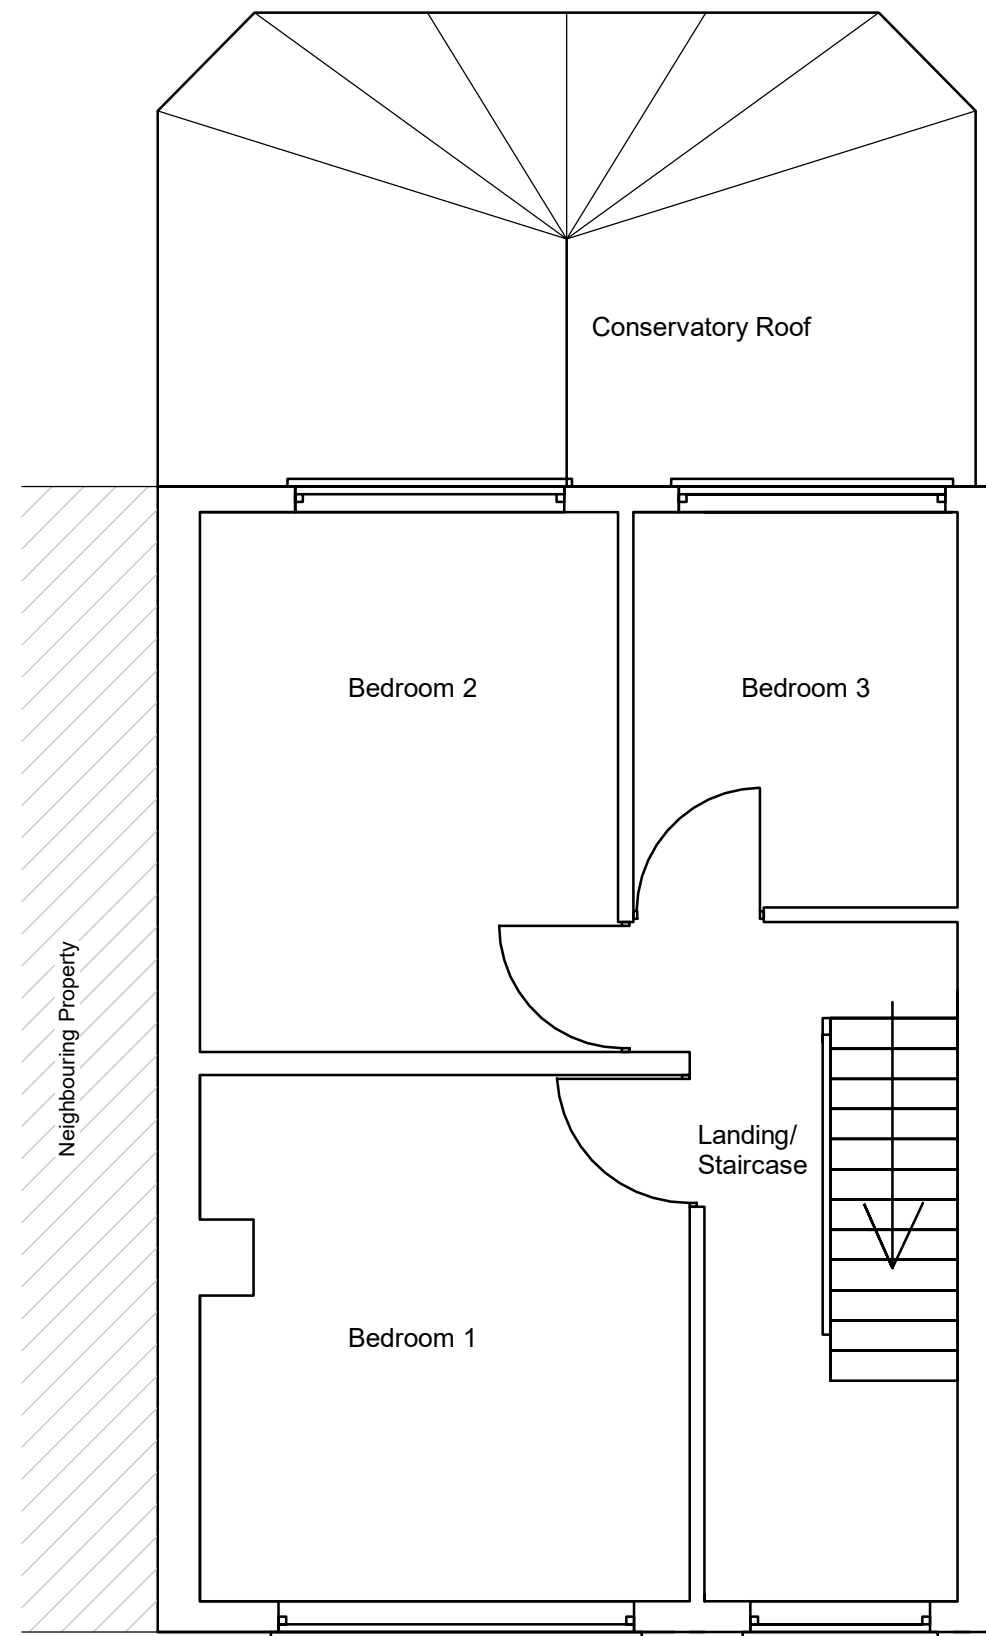 Conservatory Roof
Bedroom 2
Bedroom 3
Neighbouring Property
Landing/
Staircase
Bedroom 1